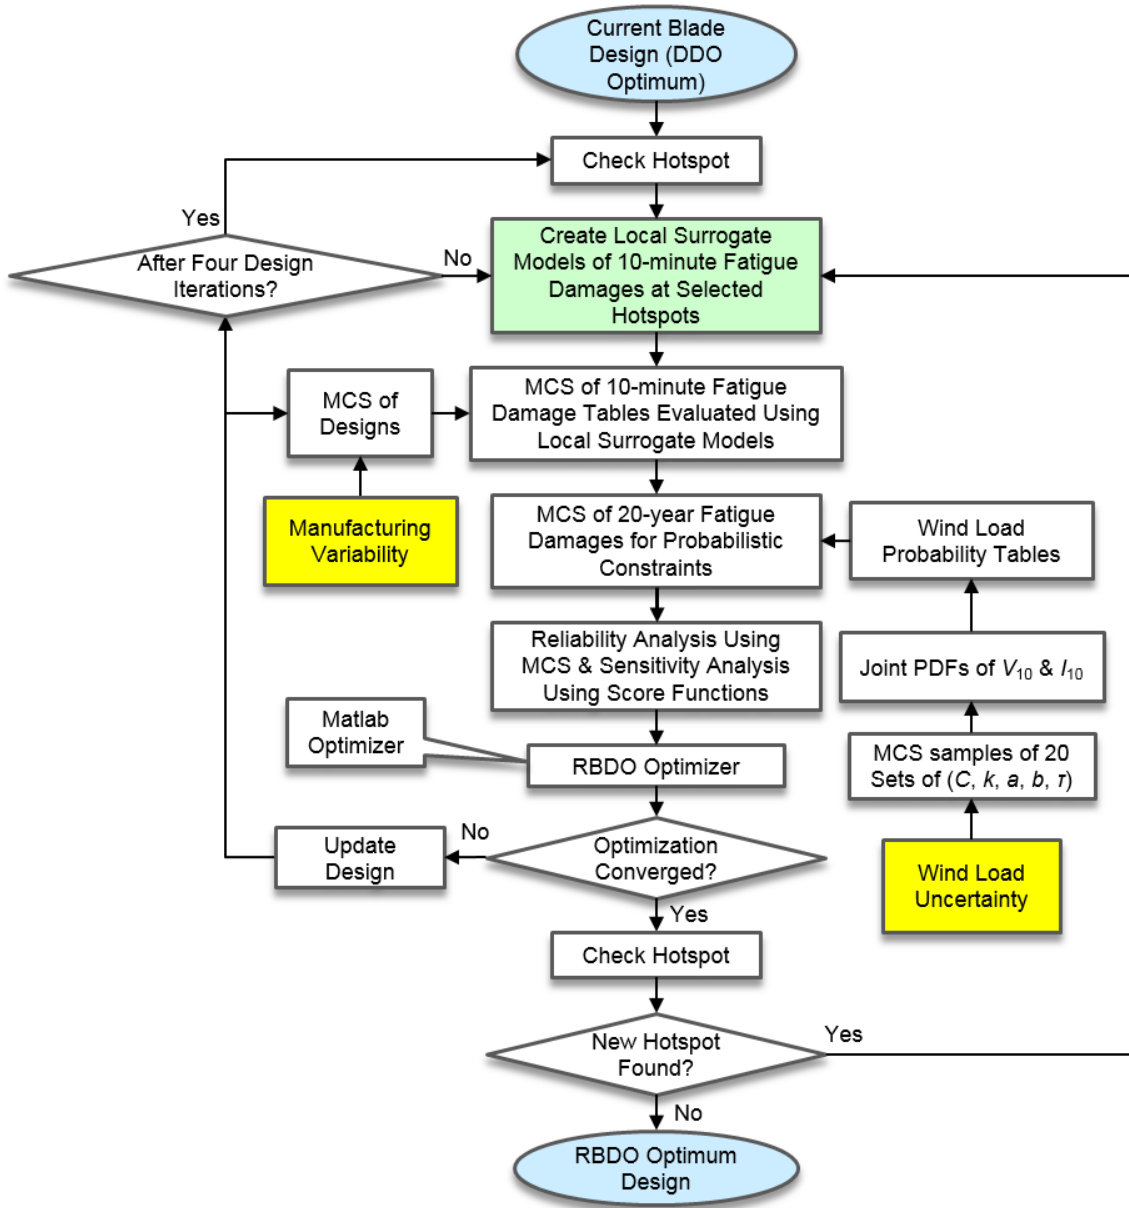 Current Blade
Design (DDO
Optimum)
Check Hotspot
Yes
After Four Design
Iterations?
No
Create Local Surrogate
Models of 10-minute Fatigue
Damages at Selected
Hotspots
MCS of
Designs
MCS of 10-minute Fatigue
Damage Tables Evaluated Using
Local Surrogate Models
Manufacturing
Variability
MCS of 20-year Fatigue
Damages for Probabilistic
Constraints
Wind Load
Probability Tables
Reliability Analysis Using
MCS & Sensitivity Analysis
Using Score Functions
Joint PDFs of V10 & I10
Matlab
Optimizer
RBDO Optimizer
MCS samples of 20
Sets of (C, k, a, b, τ)
Update
Design
No
Optimization
Converged?
Wind Load
Uncertainty
Yes
Check Hotspot
New Hotspot
Found?
Yes
No
RBDO Optimum
Design